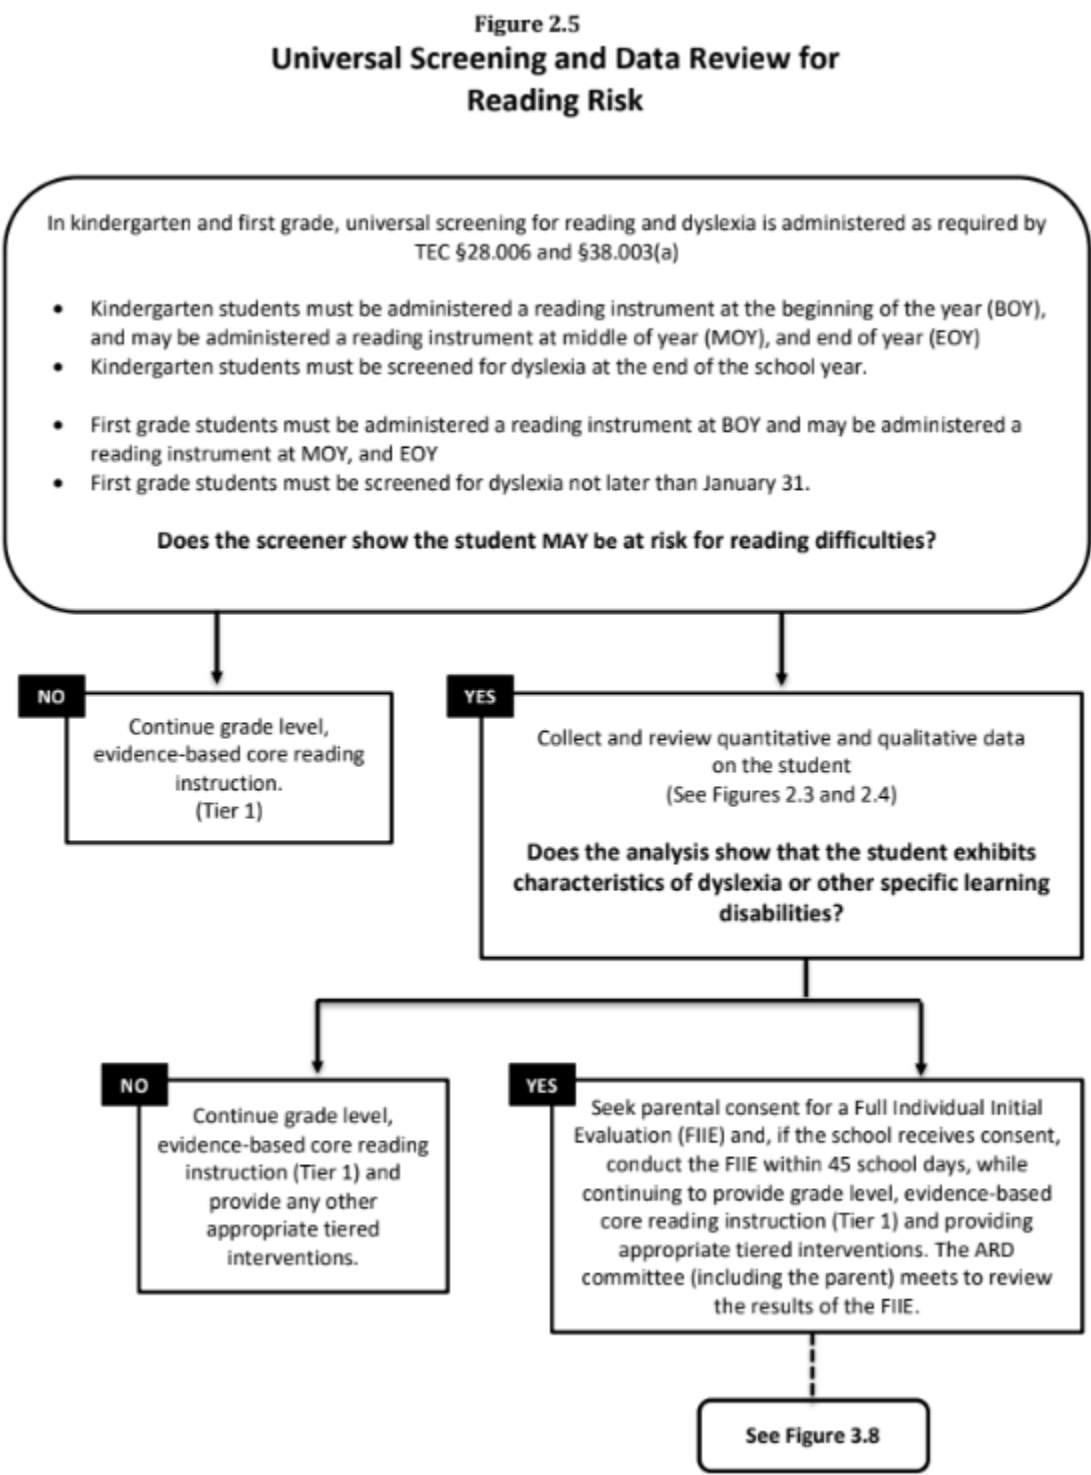 Figure 2.5
Universal Screening and Data Review for
Reading Risk
In kindergarten and first grade, universal screening for reading and dyslexia is administered as required by
TEC §28.006 and §38.003(a)
• Kindergarten students must be administered a reading instrument at the beginning of the year (BOY),
and may be administered a reading instrument at middle of year (MOY), and end of year (EOY)
• Kindergarten students must be screened for dyslexia at the end of the school year.
• First grade students must be administered a reading instrument at BOY and may be administered a
reading instrument at MOY, and EOY
• First grade students must be screened for dyslexia not later than January 31.
Does the screener show the student MAY be at risk for reading difficulties?
NO
Continue grade level,
evidence-based core reading
instruction.
(Tier 1)
YES
Collect and review quantitative and qualitative data
on the student
(See Figures 2.3 and 2.4)
Does the analysis show that the student exhibits
characteristics of dyslexia or other specific learning
disabilities?
NO
Continue grade level,
evidence-based core reading
instruction (Tier 1) and
provide any other
appropriate tiered
interventions.
YES
Seek parental consent for a Full Individual Initial
Evaluation (FIIE) and, if the school receives consent,
conduct the FIIE within 45 school days, while
continuing to provide grade level, evidence-based
core reading instruction (Tier 1) and providing
appropriate tiered interventions. The ARD
committee (including the parent) meets to review
the results of the FIIE.
See Figure 3.8